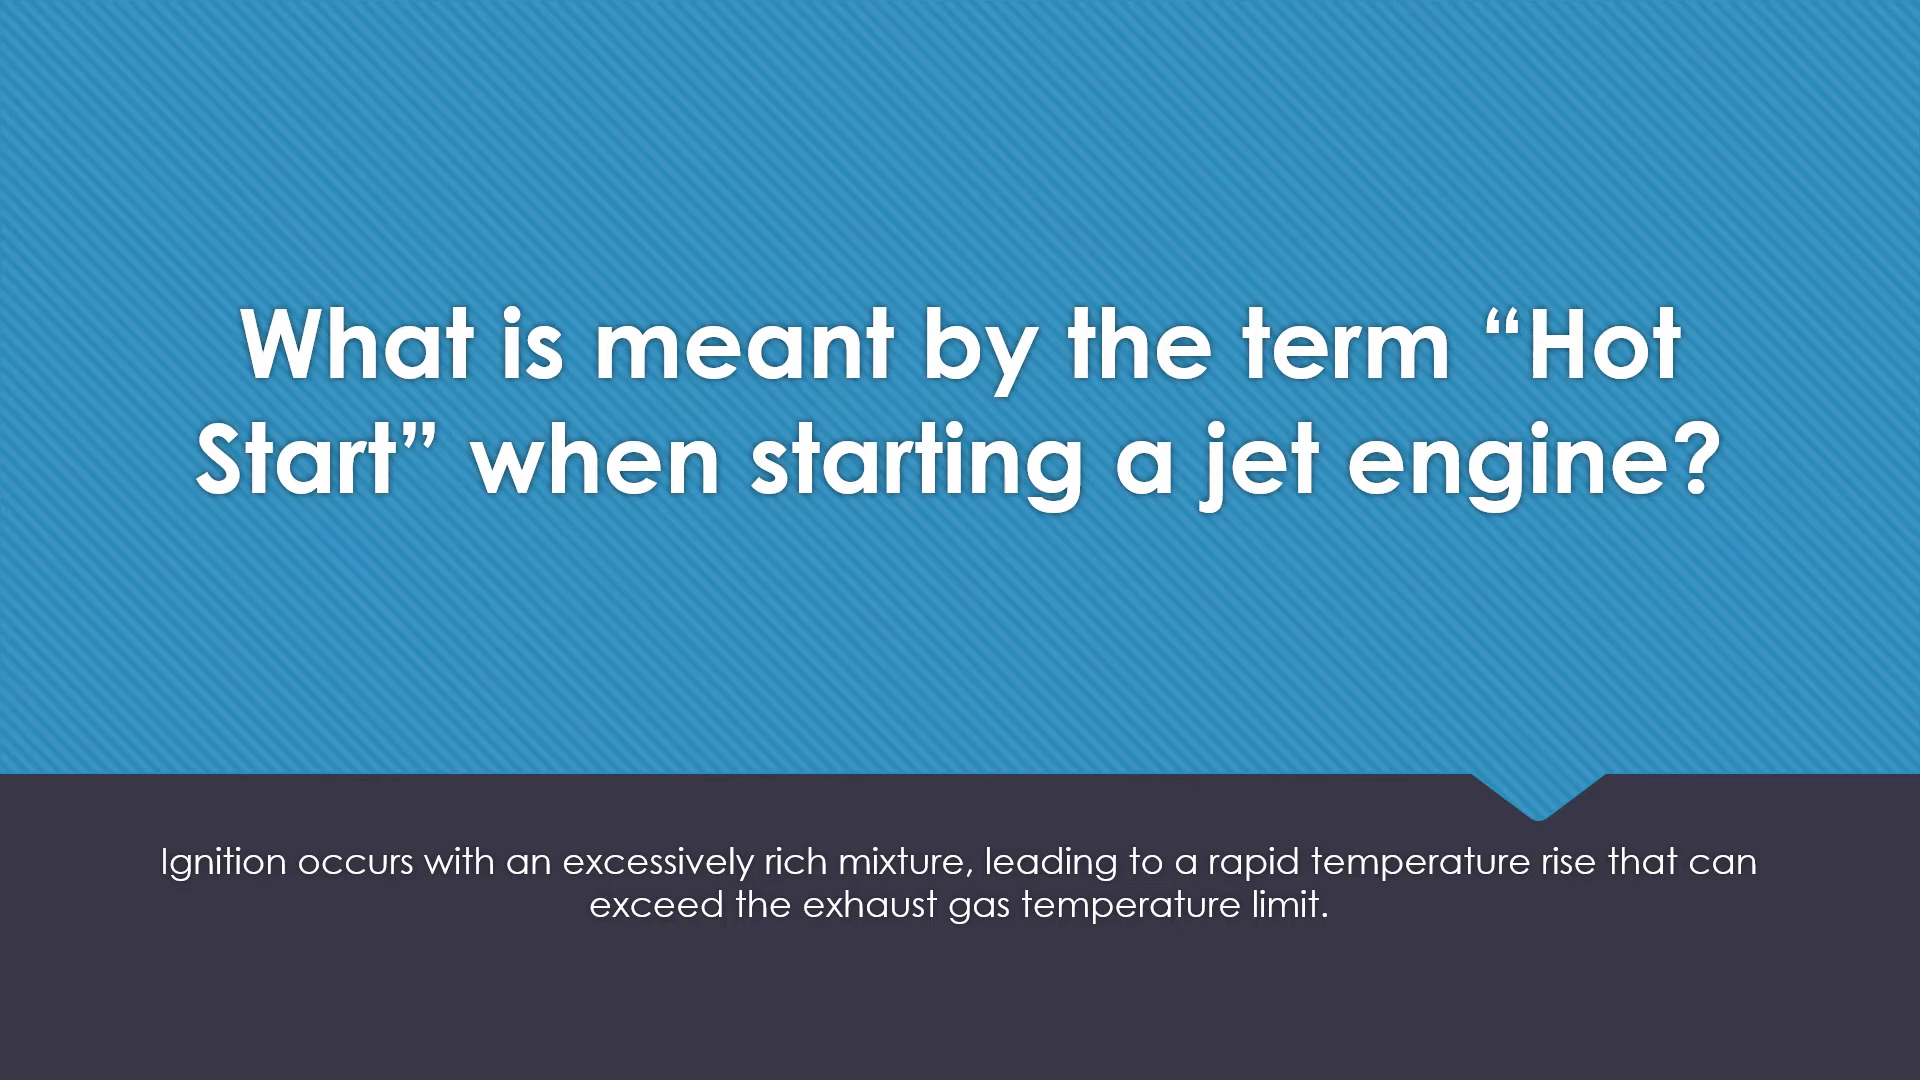 What is meant by the term “Hot
Start” when starting a jet engine?
Ignition occurs with an excessively rich mixture, leading to a rapid temperature rise that can
exceed the exhaust gas temperature limit.